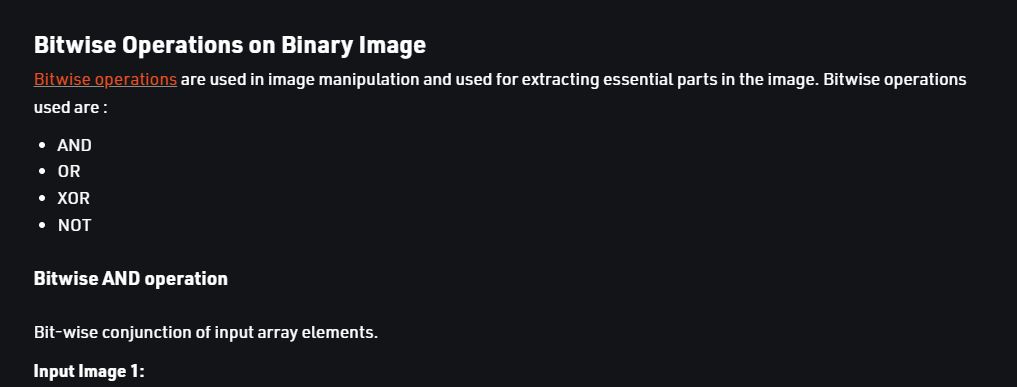 Bitwise Operations on Binary Image
Bitwise operations are used in image manipulation and used for extracting essential parts in the image. Bitwise operations
used are :
• AND
• OR
• XOR
• NOT
Bitwise AND operation
Bit-wise conjunction of input array elements.
Input Image 1: